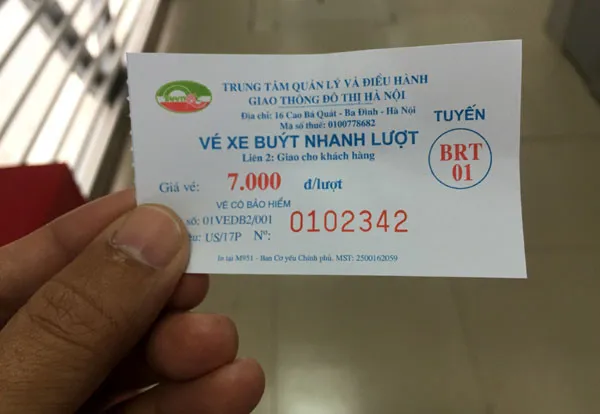 TRUNG TÂM QUẢN LÝ VÀ ĐIỀU HÀNH
GIAO THÔNG ĐÔ THỊ HÀ NỘI
Địa chỉ: 16 Cao Bá Quát - Ba Đình - Hà Nội
Mã số thuế: 0100778682
VÉ XE BUÝT NHANH LƯỢT
Liên 2: Giao cho khách hàng
TUYẾN
BRT
01
Giá vé: 7.000 đ/lượt
VÉ CÓ BẢO HIỂM
số: 01VEDB2/001
US/17P Nº: 0102342
In tại M951 - Ban Cơ yếu Chính phủ. MST: 2500162059